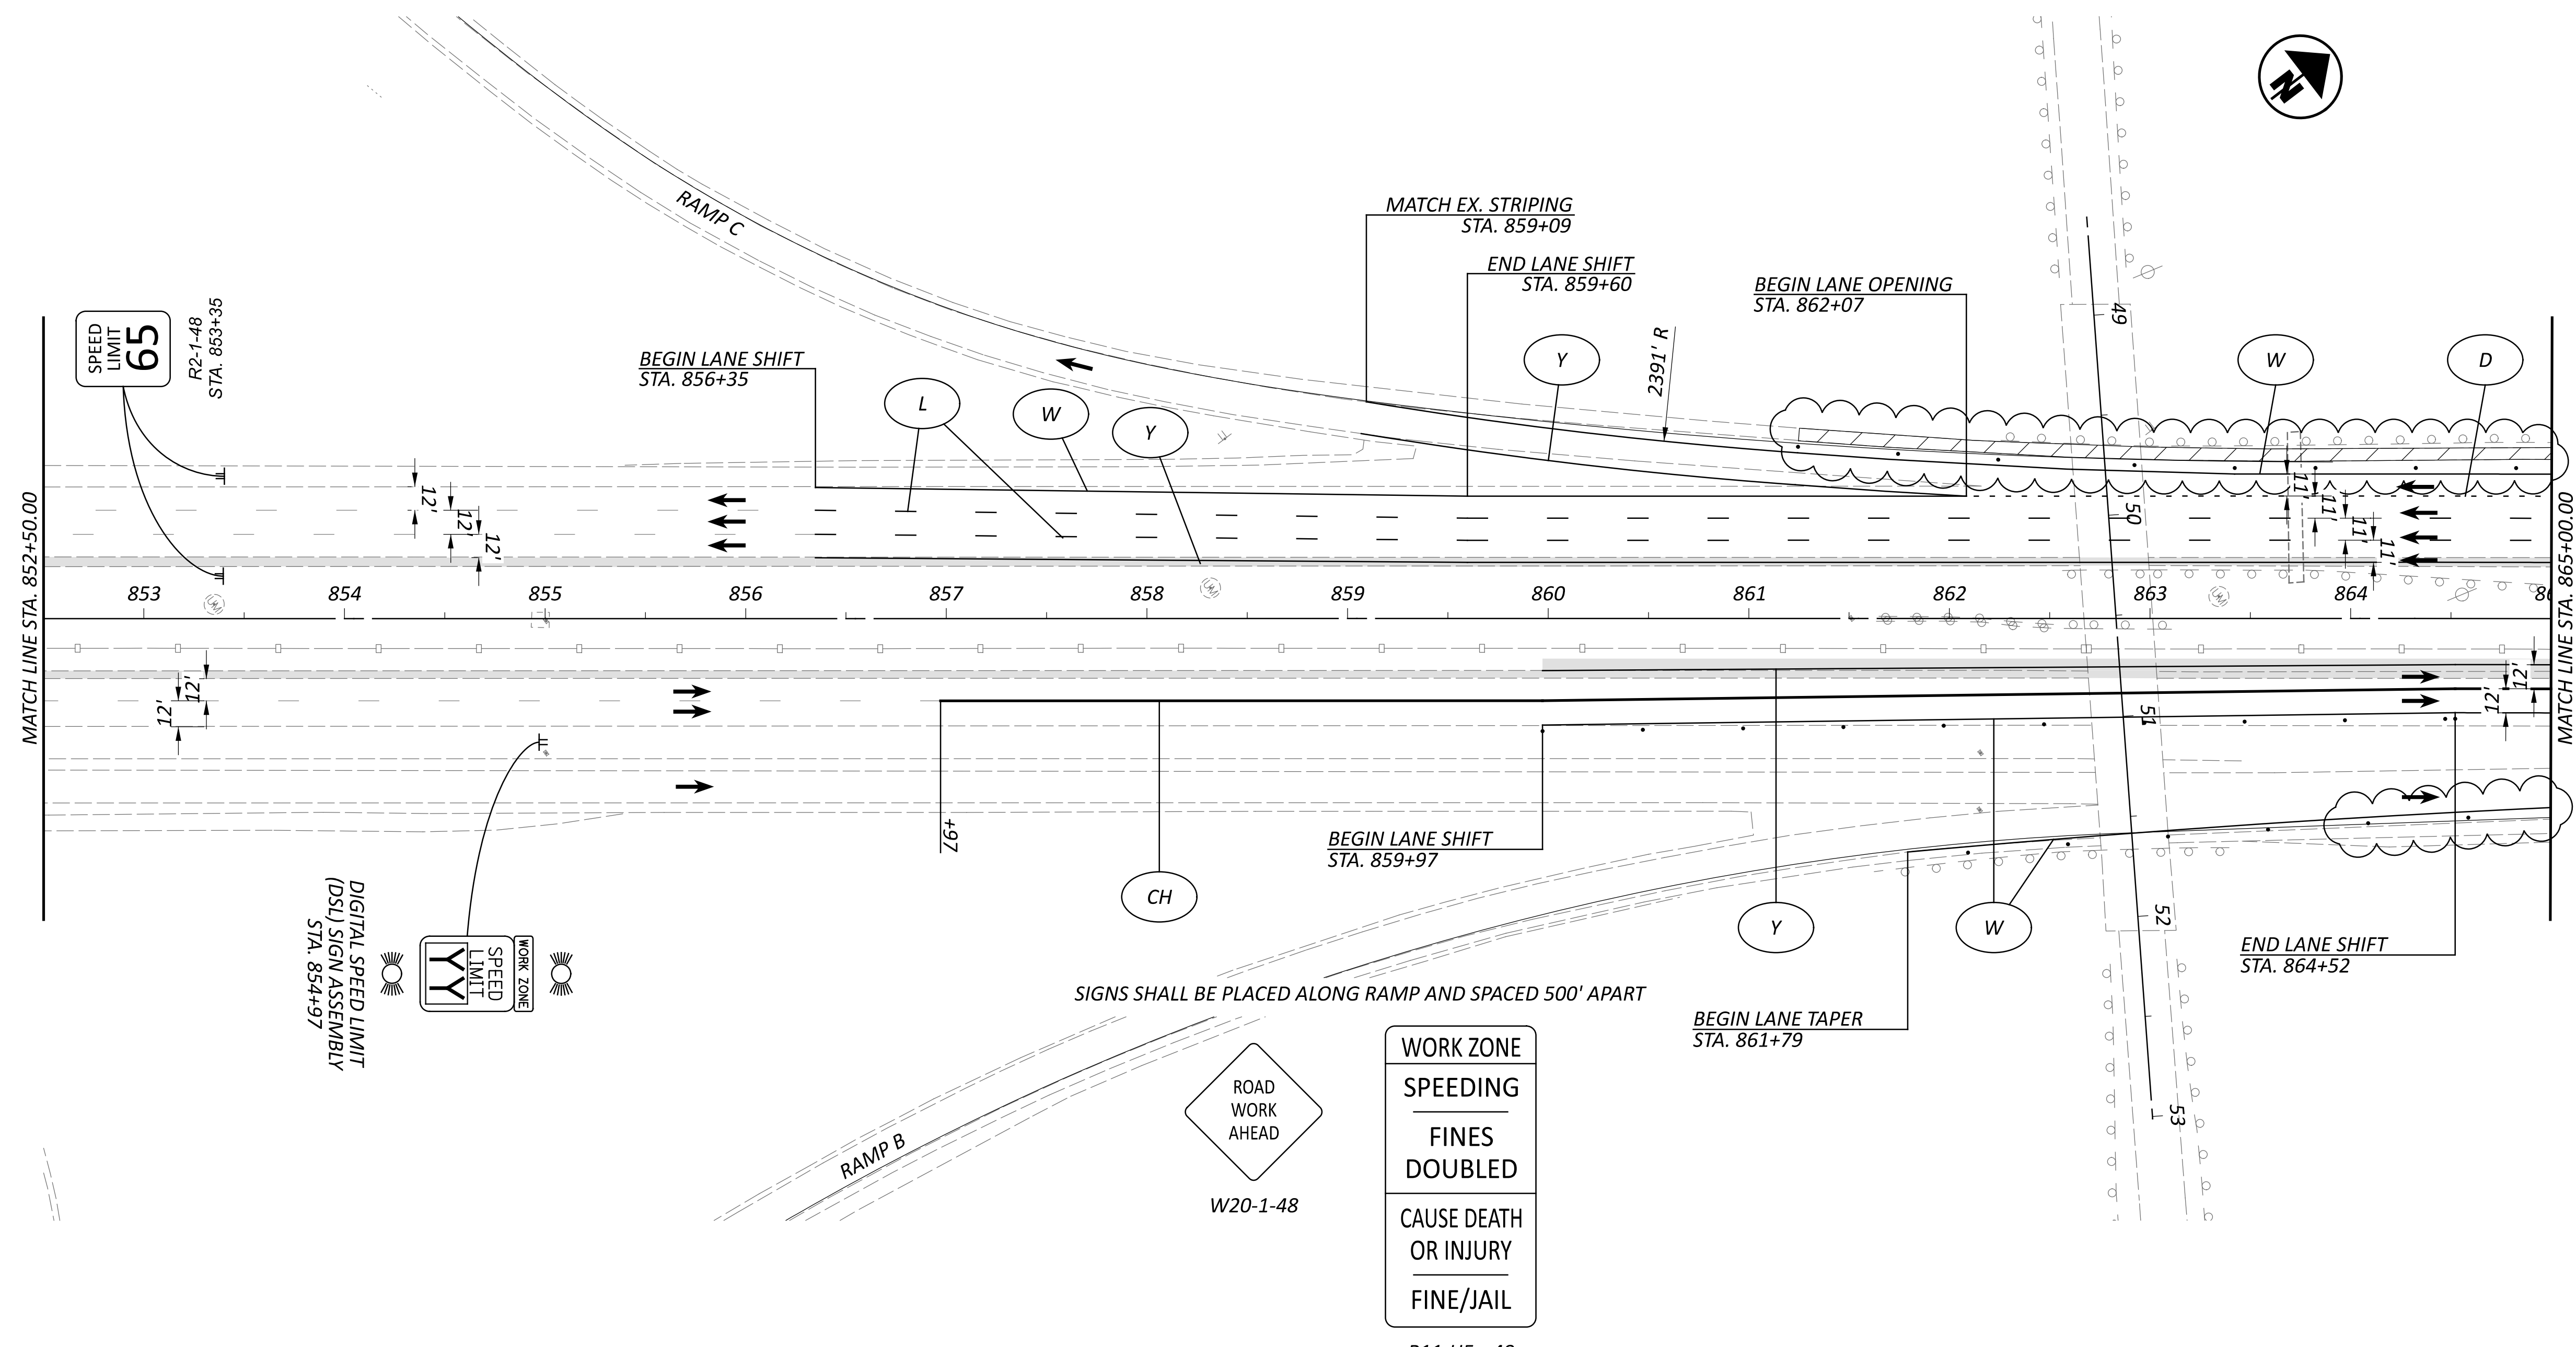 N
MATCH EX. STRIPING
STA. 859+09
END LANE SHIFT
STA. 859+60
BEGIN LANE OPENING
STA. 862+07
BEGIN LANE SHIFT
STA. 856+35
RAMP C
2391' R
SPEED
LIMIT
65
R2-1-48
STA. 853+35
L
W
Y
Y
W
D
49
50
51
52
53
MATCH LINE STA. 852+50.00
MATCH LINE STA. 865+00.00
12'
12'
12'
11'
11'
11'
11'
853
854
855
856
857
858
859
860
861
862
863
864
12'
12'
12'
12'
+97
CH
BEGIN LANE SHIFT
STA. 859+97
Y
W
END LANE SHIFT
STA. 864+52
BEGIN LANE TAPER
STA. 861+79
DIGITAL SPEED LIMIT
(DSL) SIGN ASSEMBLY
STA. 854+97
WORK ZONE
SPEED
LIMIT
YY
RAMP B
SIGNS SHALL BE PLACED ALONG RAMP AND SPACED 500' APART
ROAD
WORK
AHEAD
W20-1-48
WORK ZONE
SPEEDING
FINES
DOUBLED
CAUSE DEATH
OR INJURY
FINE/JAIL